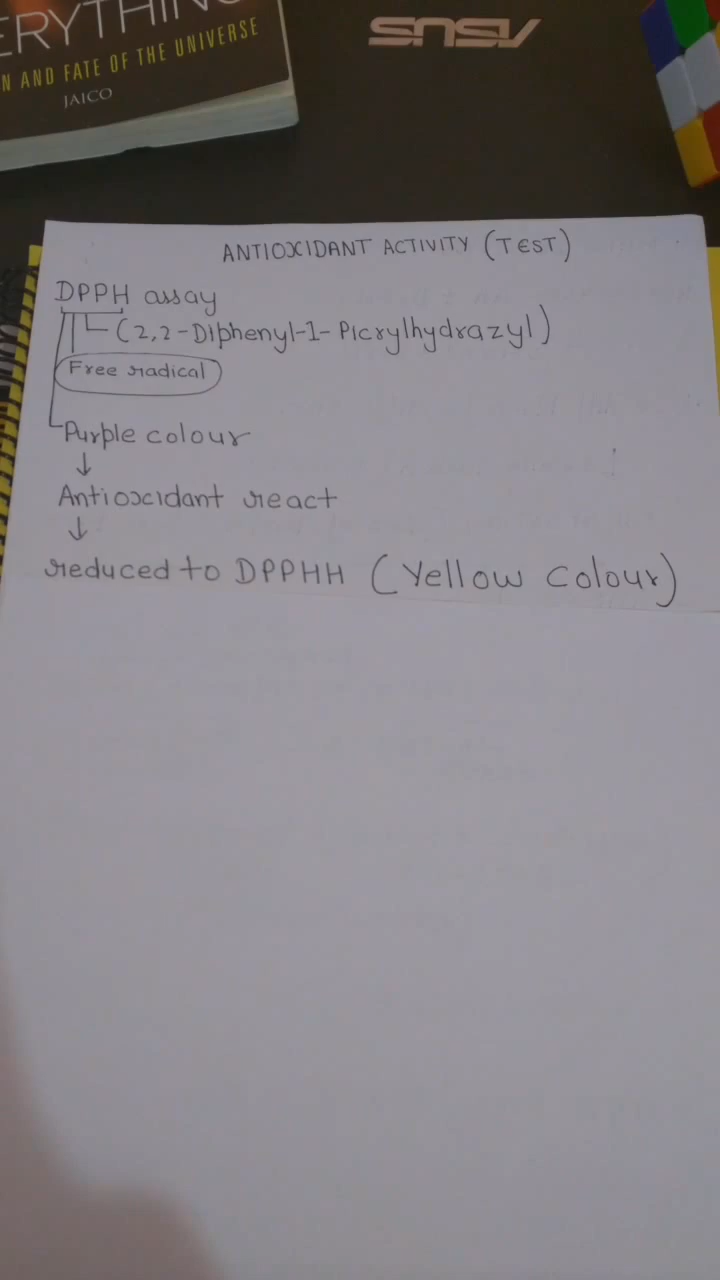 ERYTHING
N AND FATE OF THE UNIVERSE
JAICO
ASUS
ANTIOXIDANT ACTIVITY (TEST)
DPPH assay
(2,2-Diphenyl-1-Picrylhydrazyl)
Free radical
Purple colour
↓
Antioxidant react
↓
reduced to DPPHH (Yellow colour)